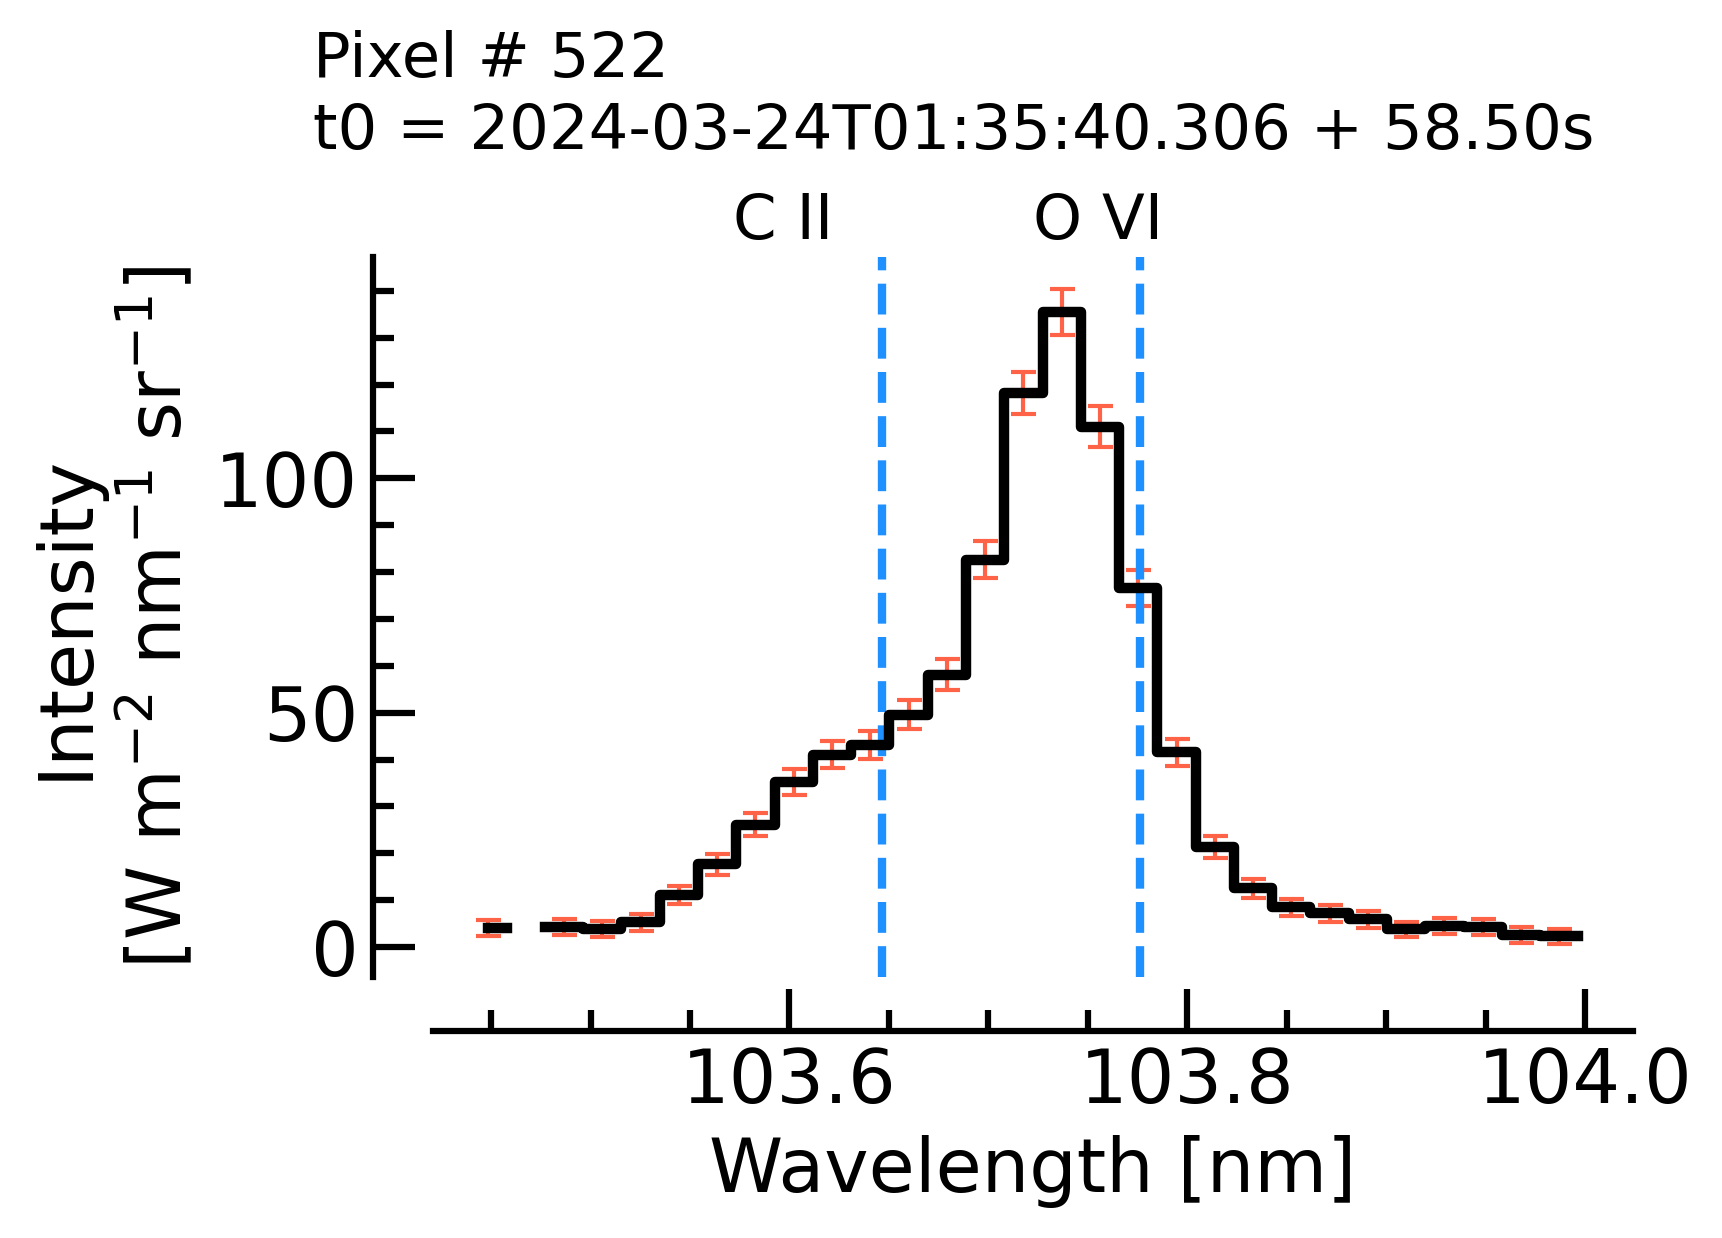 Pixel # 522
t0 = 2024-03-24T01:35:40.306 + 58.50s
C II O VI
Intensity
[W m⁻² nm⁻¹ sr⁻¹]
100
50
0
103.6 103.8 104.0
Wavelength [nm]